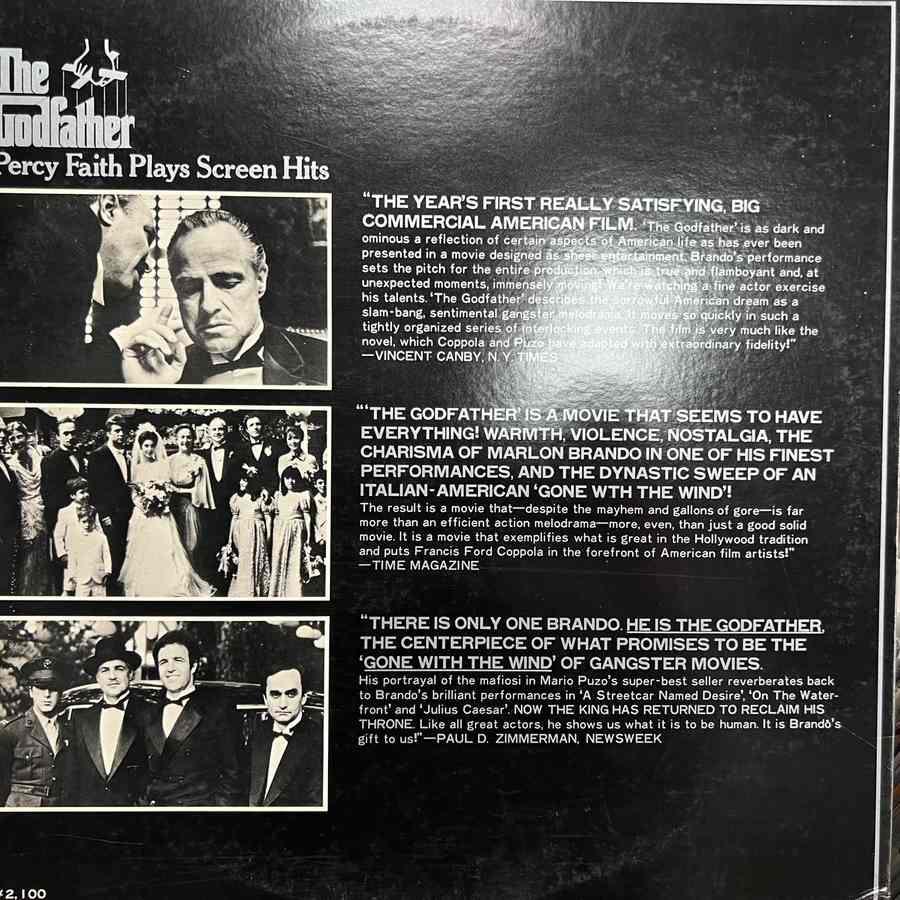 The
Godfather
Percy Faith Plays Screen Hits
“THE YEAR’S FIRST REALLY SATISFYING, BIG
COMMERCIAL AMERICAN FILM. ‘The Godfather’ is as dark and
ominous a reflection of certain aspects of American life as has ever been
presented in a movie designed as sheer entertainment. Brando’s performance
sets the pitch for the entire production, which is true and flamboyant and, at
unexpected moments, immensely moving! We’re watching a fine actor exercise
his talents. ‘The Godfather’ describes the sorrowful American dream as a
slam-bang, sentimental gangster melodrama. It moves so quickly in such a
tightly organized series of interlocking events. The film is very much like the
novel, which Coppola and Puzo have adapted with extraordinary fidelity!”
—VINCENT CANBY, N.Y. TIMES
“‘THE GODFATHER’ IS A MOVIE THAT SEEMS TO HAVE
EVERYTHING! WARMTH, VIOLENCE, NOSTALGIA, THE
CHARISMA OF MARLON BRANDO IN ONE OF HIS FINEST
PERFORMANCES, AND THE DYNASTIC SWEEP OF AN
ITALIAN-AMERICAN ‘GONE WTH THE WIND’!
The result is a movie that—despite the mayhem and gallons of gore—is far
more than an efficient action melodrama—more, even, than just a good solid
movie. It is a movie that exemplifies what is great in the Hollywood tradition
and puts Francis Ford Coppola in the forefront of American film artists!”
—TIME MAGAZINE
“THERE IS ONLY ONE BRANDO. HE IS THE GODFATHER,
THE CENTERPIECE OF WHAT PROMISES TO BE THE
‘GONE WITH THE WIND’ OF GANGSTER MOVIES.
His portrayal of the mafiosi in Mario Puzo’s super-best seller reverberates back
to Brando’s brilliant performances in ‘A Streetcar Named Desire’, ‘On The Water-
front’ and ‘Julius Caesar’. NOW THE KING HAS RETURNED TO RECLAIM HIS
THRONE. Like all great actors, he shows us what it is to be human. It is Brando’s
gift to us!”—PAUL D. ZIMMERMAN, NEWSWEEK
¥2,100